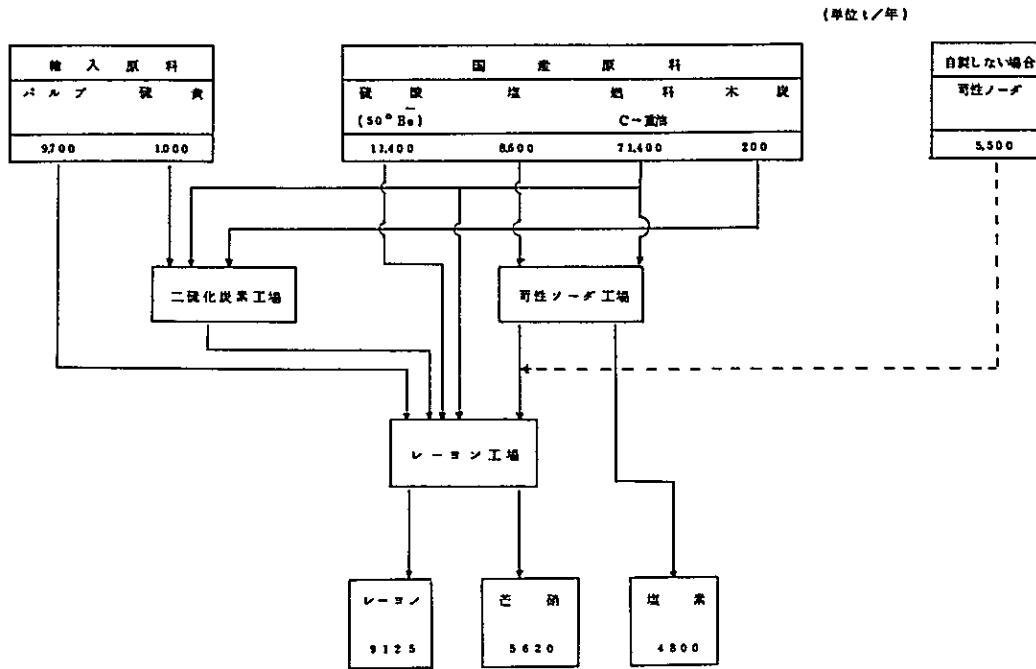 (単位t/年)
輸入原料
パルプ 硫黄
9,700 1,000
国産原料
硫酸 塩 燃料 木炭
(50°Bē) C-重油
11,400 8,600 71,400 200
自製しない場合
苛性ソーダ
5,500
二硫化炭素工場
苛性ソーダ工場
レーヨン工場
レーヨン
9125
芒硝
5620
塩素
4800